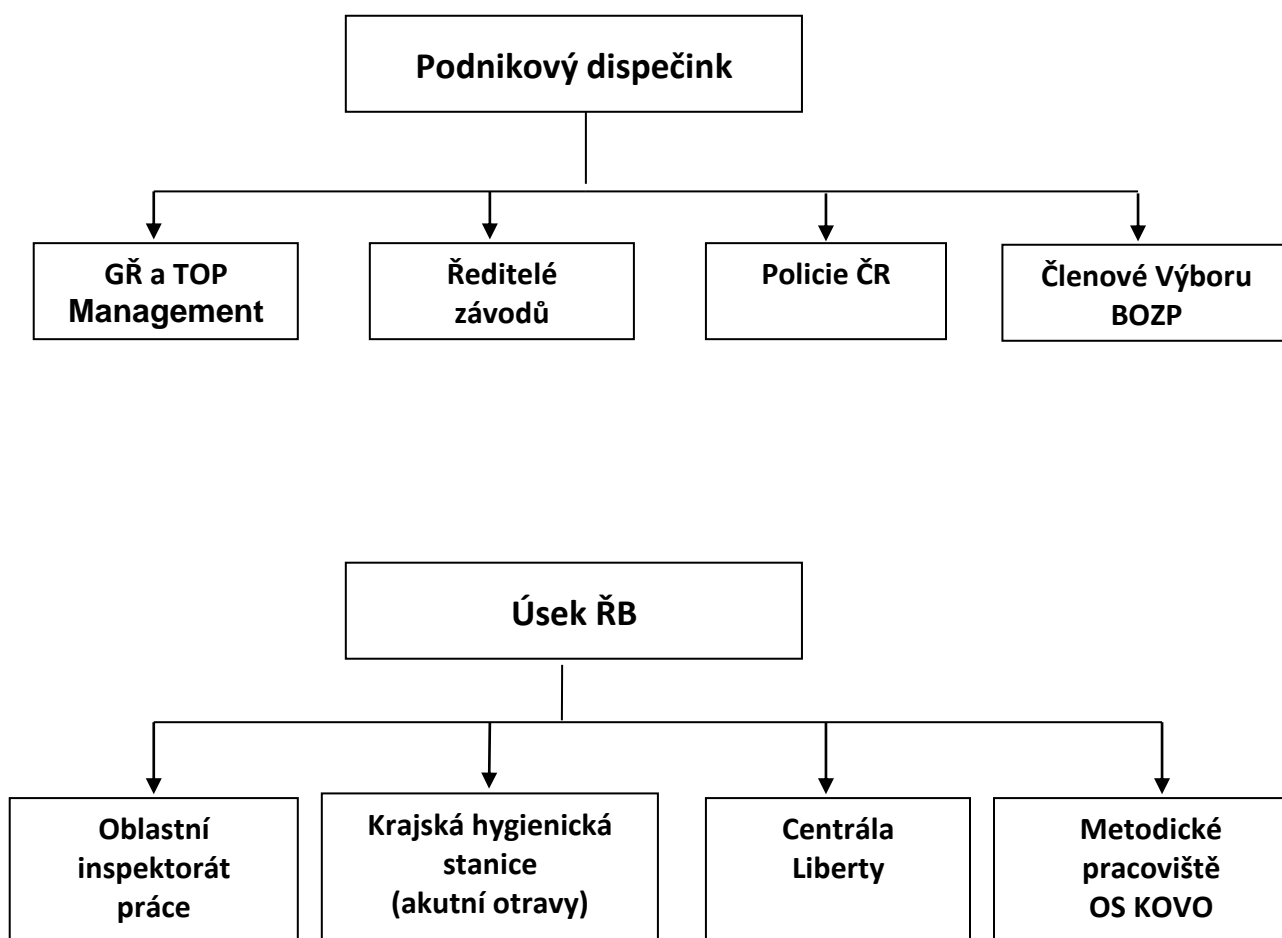 Podnikový dispečink
GŘ a TOP
Management
Ředitelé
závodů
Policie ČR
Členové Výboru
BOZP
Úsek ŘB
Oblastní
inspektorát
práce
Krajská hygienická
stanice
(akutní otravy)
Centrála
Liberty
Metodické
pracoviště
OS KOVO